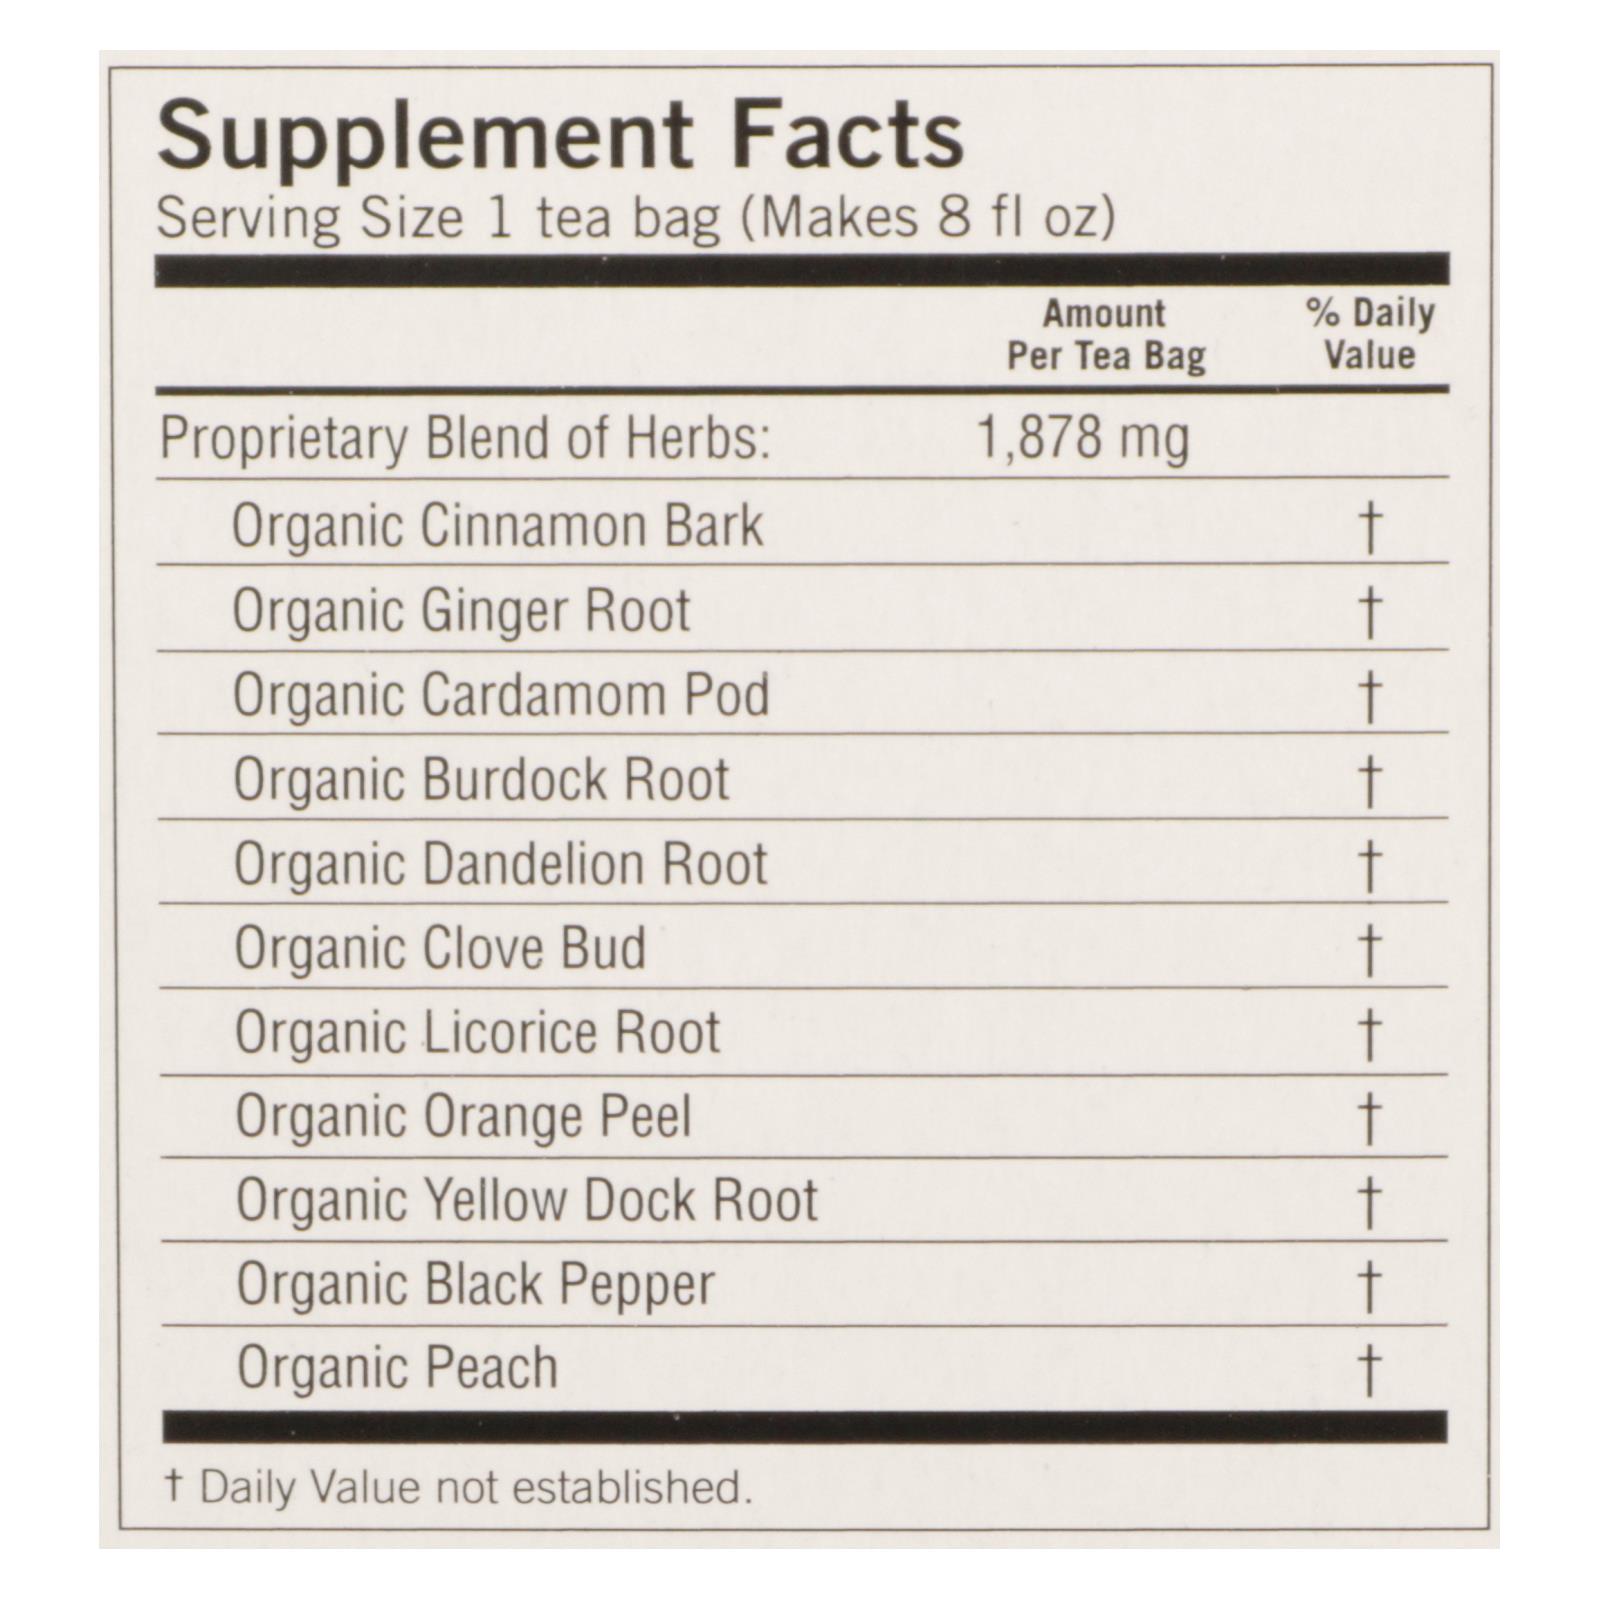 Supplement Facts
Serving Size 1 tea bag (Makes 8 fl oz)
Amount Per Tea Bag
% Daily Value
Proprietary Blend of Herbs: 1,878 mg
Organic Cinnamon Bark †
Organic Ginger Root †
Organic Cardamom Pod †
Organic Burdock Root †
Organic Dandelion Root †
Organic Clove Bud †
Organic Licorice Root †
Organic Orange Peel †
Organic Yellow Dock Root †
Organic Black Pepper †
Organic Peach †
† Daily Value not established.